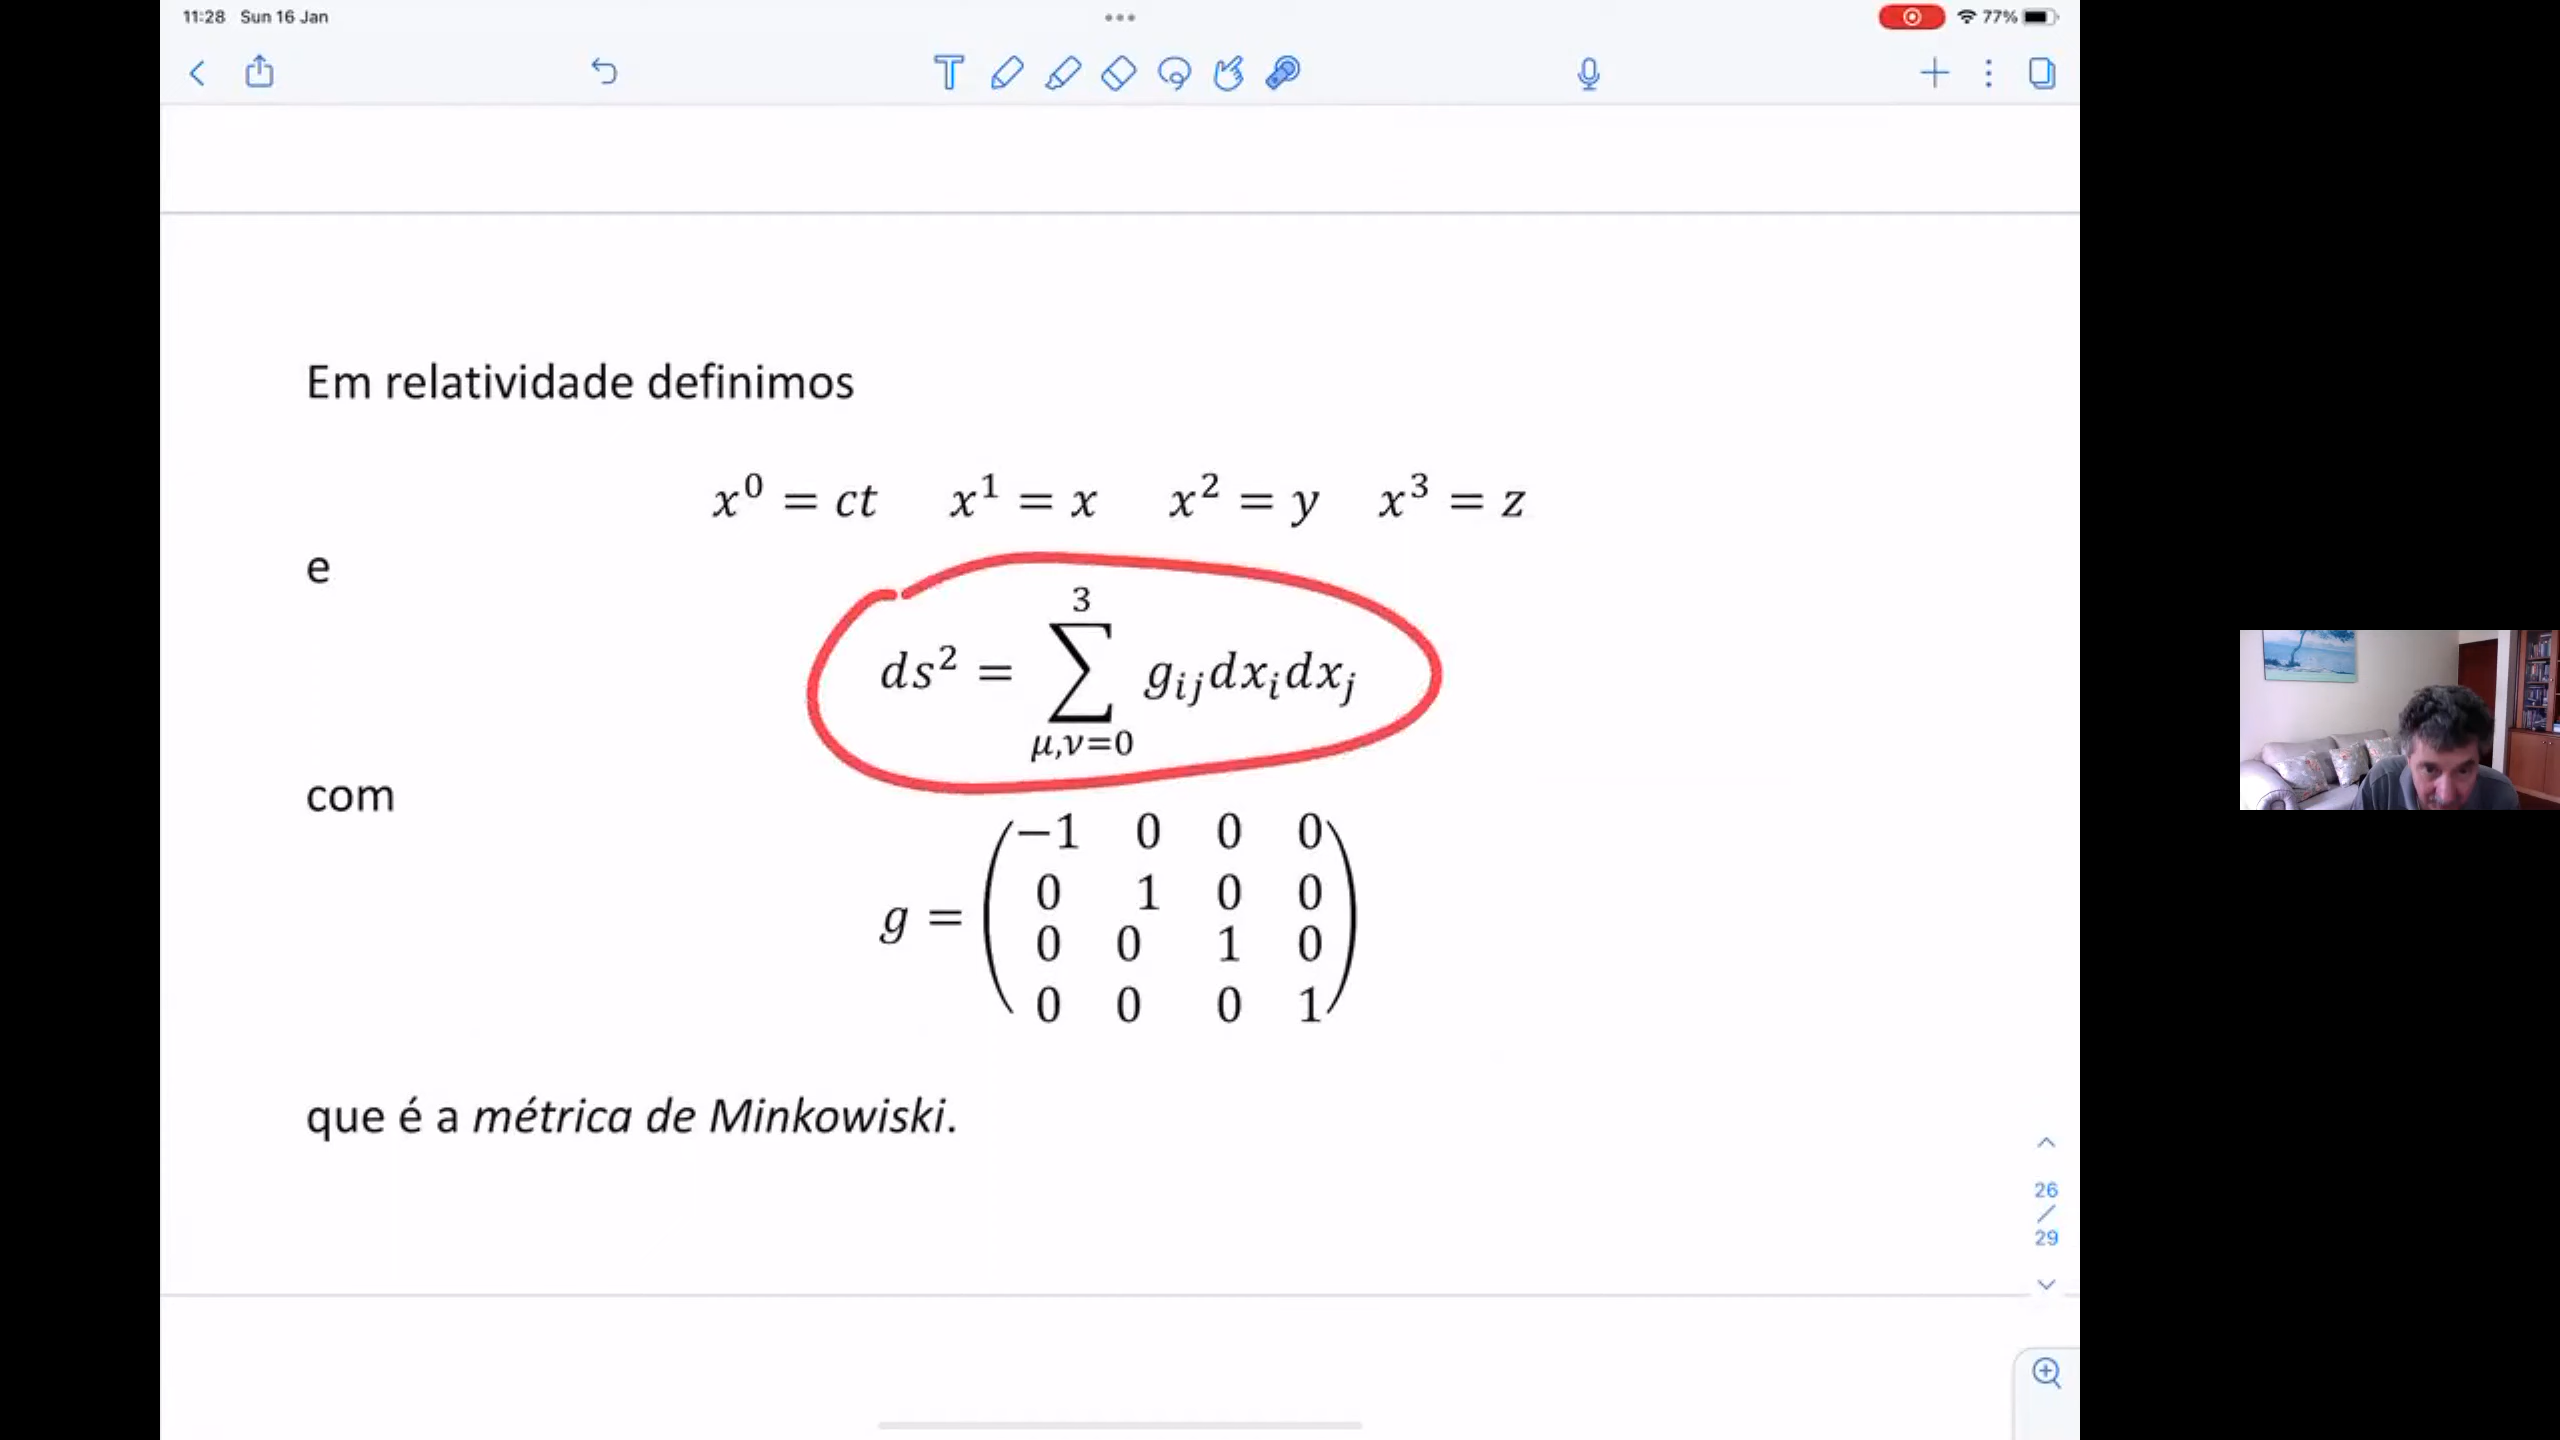 11:28 Sun 16 Jan
77%
T
Em relatividade definimos
x⁰ = ct x¹ = x x² = y x³ = z
e
3
ds² = ∑ g_{ij}dx_idx_j
μ,ν=0
com
−1 0 0 0
0 1 0 0
g =
0 0 1 0
0 0 0 1
que é a métrica de Minkowiski.
26
/
29